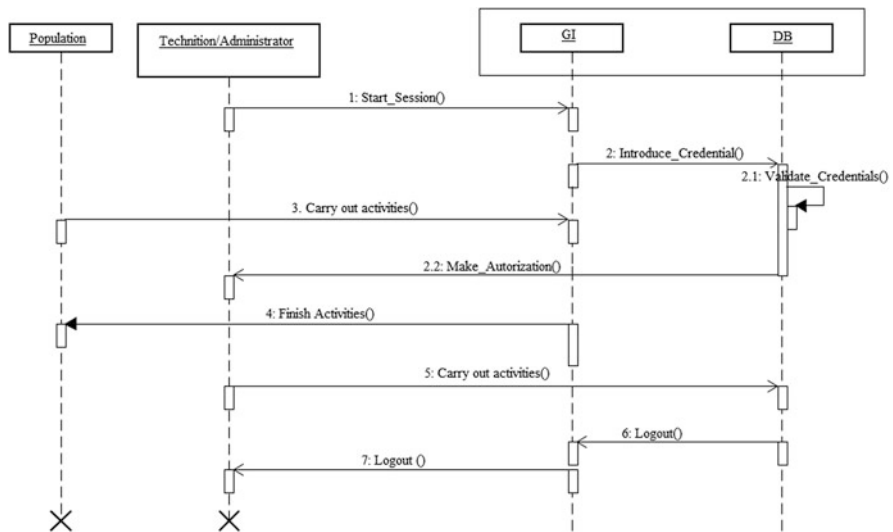 Population
Technition/Administrator
GI
DB
1: Start_Session()
2: Introduce_Credential()
2.1: Validate_Credentials()
3. Carry out activities()
2.2: Make_Autorization()
4: Finish Activities()
5: Carry out activities()
6: Logout()
7: Logout ()